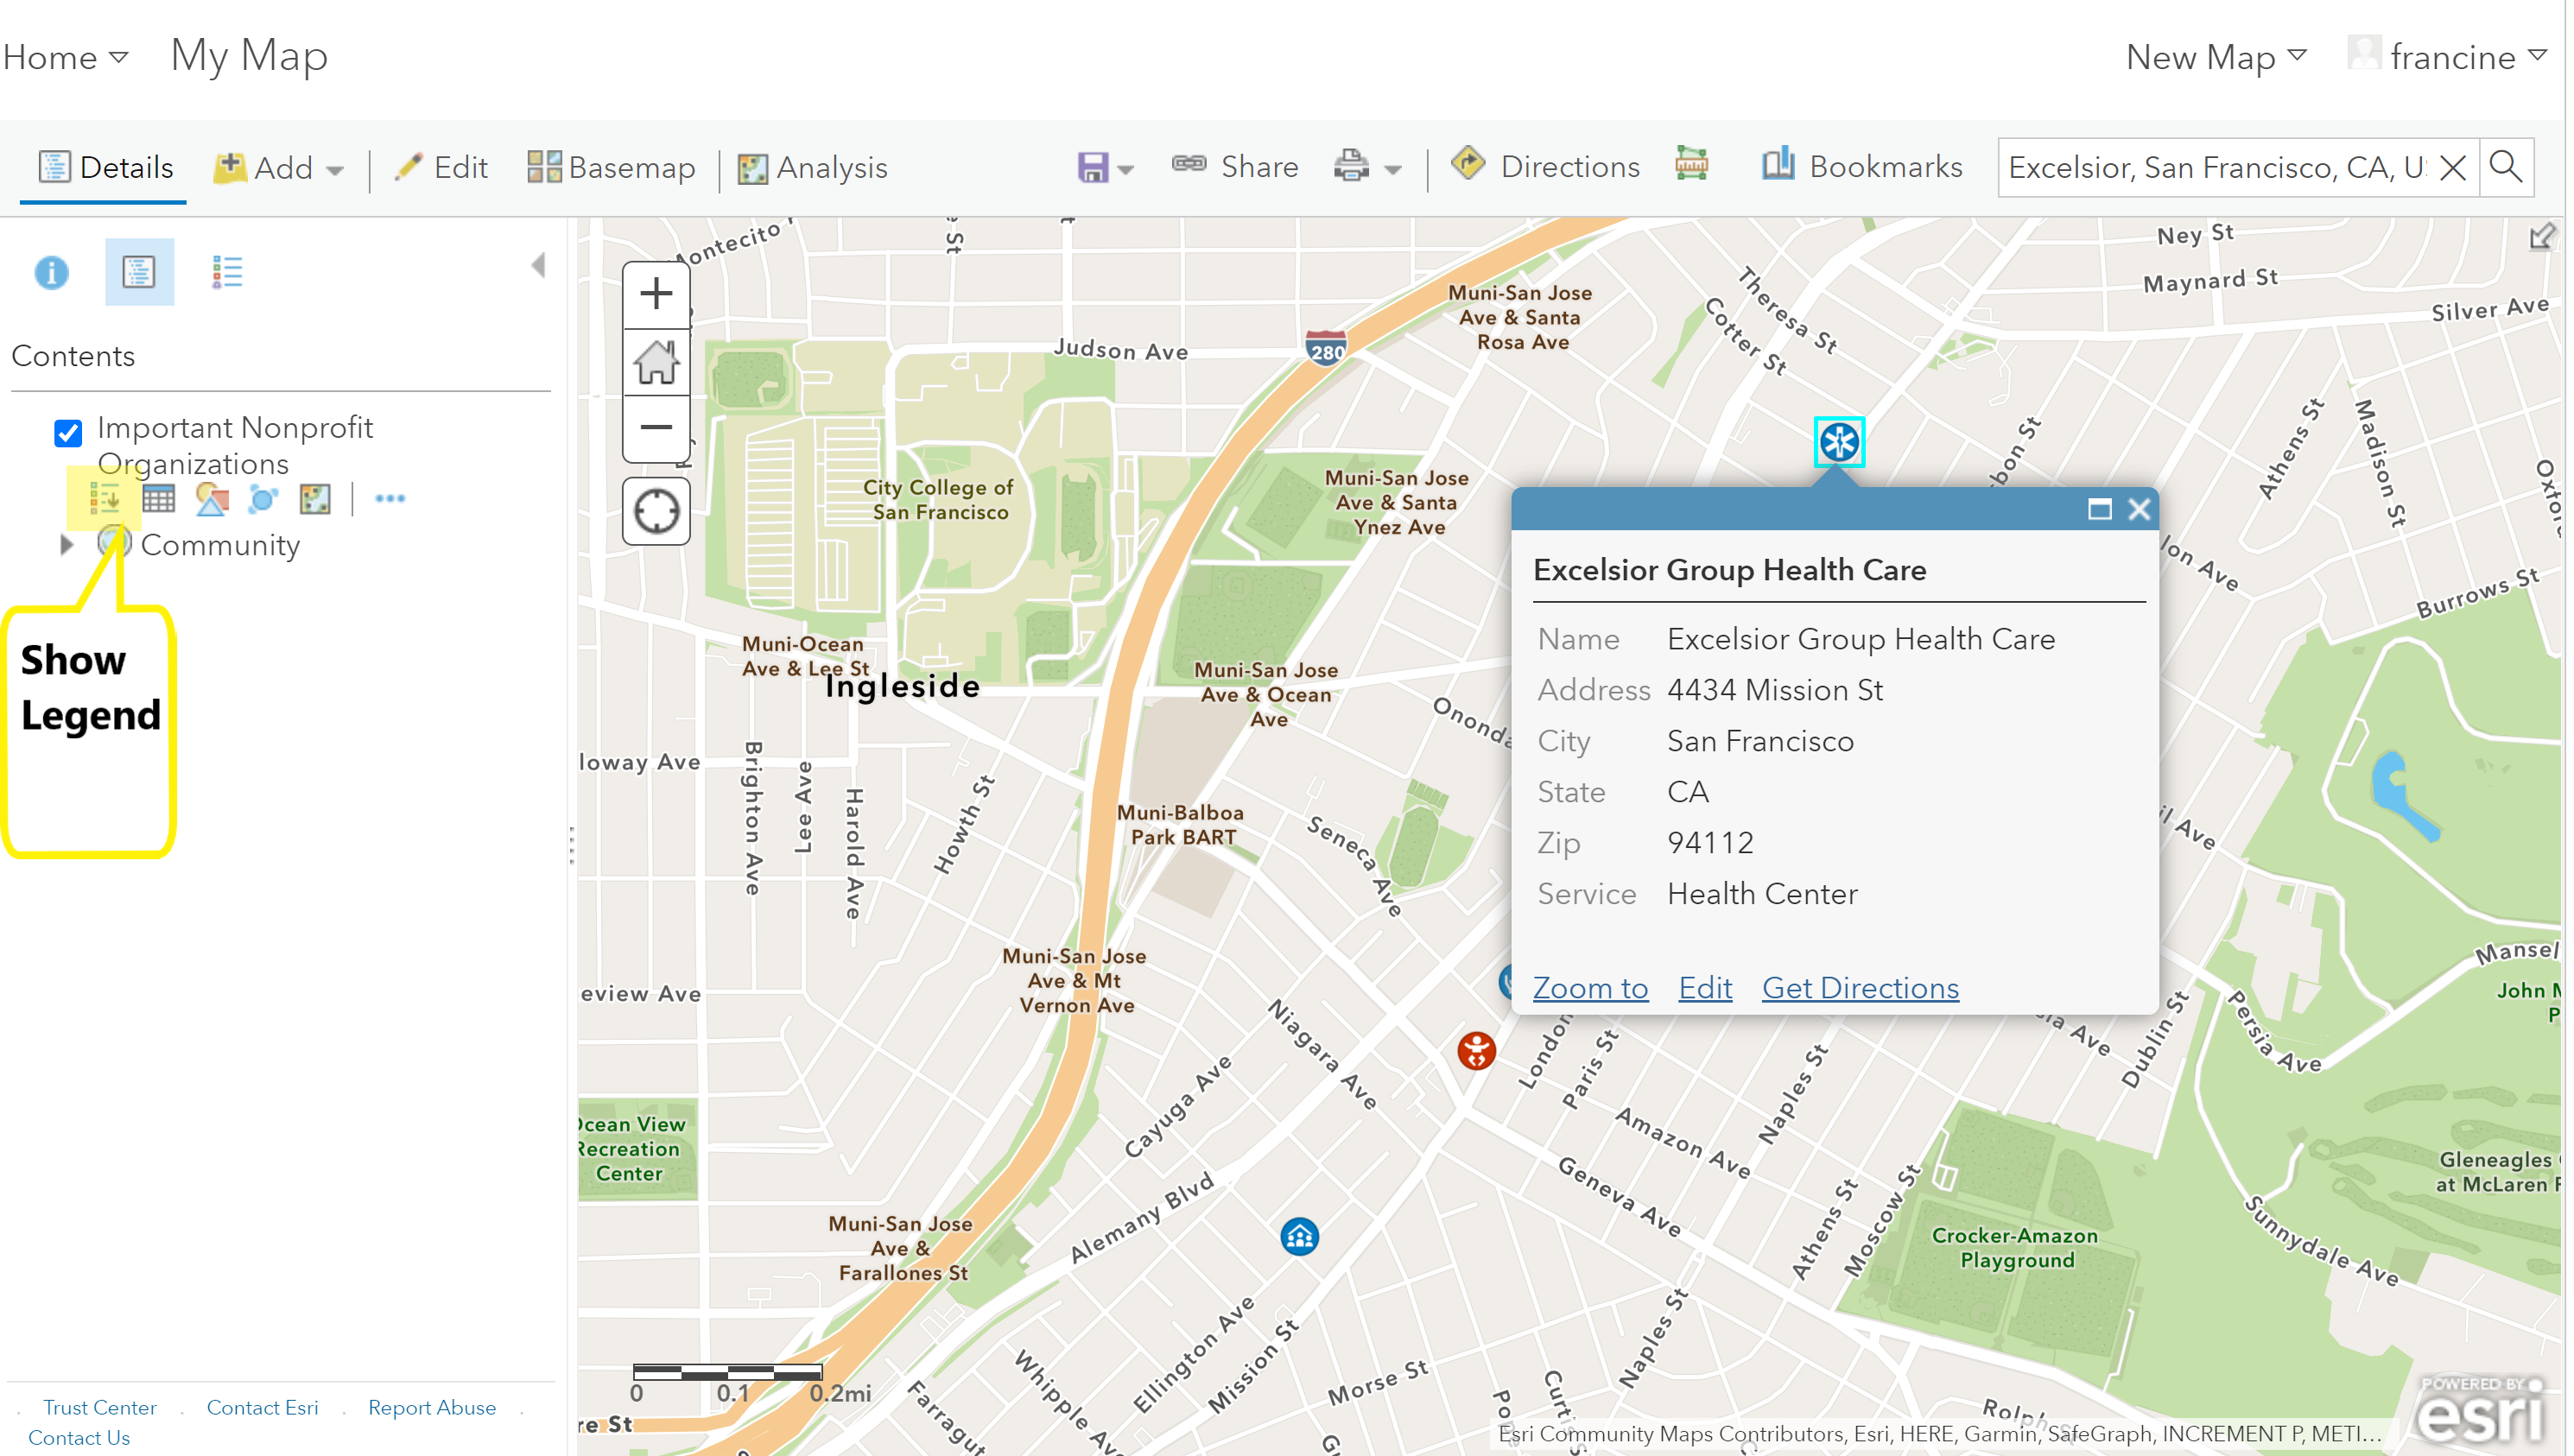 Home My Map New Map francine
Details Add Edit Basemap Analysis Share Directions Bookmarks Excelsior, San Francisco, CA, U
Contents
Important Nonprofit
Organizations
Community
Show
Legend
Trust Center Contact Esri Report Abuse
Contact Us
Montecito
St
Judson Ave
280
Muni-San Jose
Ave & Santa
Rosa Ave
Theresa St
Cotter St
Ney St
Maynard St
Silver Ave
Athens St
Madison St
City College of
San Francisco
Muni-San Jose
Ave & Santa
Ynez Ave
Burrows St
Excelsior Group Health Care
Name Excelsior Group Health Care
Address 4434 Mission St
City San Francisco
State CA
Zip 94112
Service Health Center
Zoom to Edit Get Directions
Muni-Ocean
Ave & Lee St
Ingleside
Muni-San Jose
Ave & Ocean
Ave
Ononda
loway Ave
Brighton Ave
Lee Ave
Harold Ave
Howth St
Muni-Balboa
Park BART
Seneca Ave
Muni-San Jose
Ave & Mt
Vernon Ave
eview Ave
Niagara Ave
London
Paris St
Naples St
Dublin St
Persia Ave
Mansel
John
Cayuga Ave
Amazon Ave
Geneva Ave
Athens St
Moscow St
Ocean View
Recreation
Center
Alemany Blvd
Muni-San Jose
Ave &
Farallones St
Crocker-Amazon
Playground
Gleneagles
at McLaren
Sunnydale Ave
Naples St
Ellington Ave
Mission St
Whipple Ave
Farragut
Morse St
Rolph
0 0.1 0.2mi
re St
Esri Community Maps Contributors, Esri, HERE, Garmin, SafeGraph, INCREMENT P, METI...
POWERED BY
esri